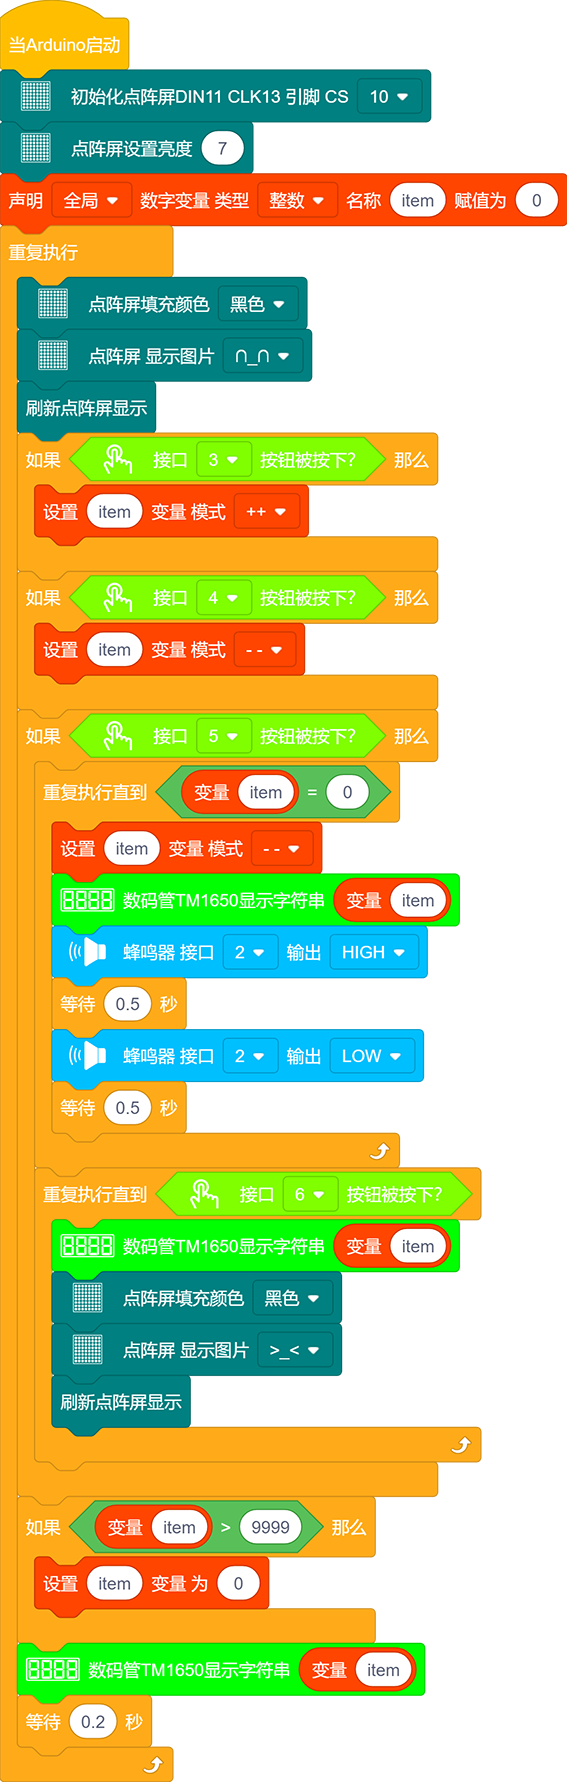 当Arduino启动
初始化点阵屏DIN11 CLK13 引脚 CS 10
点阵屏设置亮度 7
声明 全局 数字变量 类型 整数 名称 item 赋值为 0
重复执行
点阵屏填充颜色 黑色
点阵屏 显示图片 ∩_∩
刷新点阵屏显示
如果 接口 3 按钮被按下? 那么
设置 item 变量 模式 ++
如果 接口 4 按钮被按下? 那么
设置 item 变量 模式 --
如果 接口 5 按钮被按下? 那么
重复执行直到 变量 item = 0
设置 item 变量 模式 --
数码管TM1650显示字符串 变量 item
蜂鸣器 接口 2 输出 HIGH
等待 0.5 秒
蜂鸣器 接口 2 输出 LOW
等待 0.5 秒
重复执行直到 接口 6 按钮被按下?
数码管TM1650显示字符串 变量 item
点阵屏填充颜色 黑色
点阵屏 显示图片 >_<
刷新点阵屏显示
如果 变量 item > 9999 那么
设置 item 变量 为 0
数码管TM1650显示字符串 变量 item
等待 0.2 秒